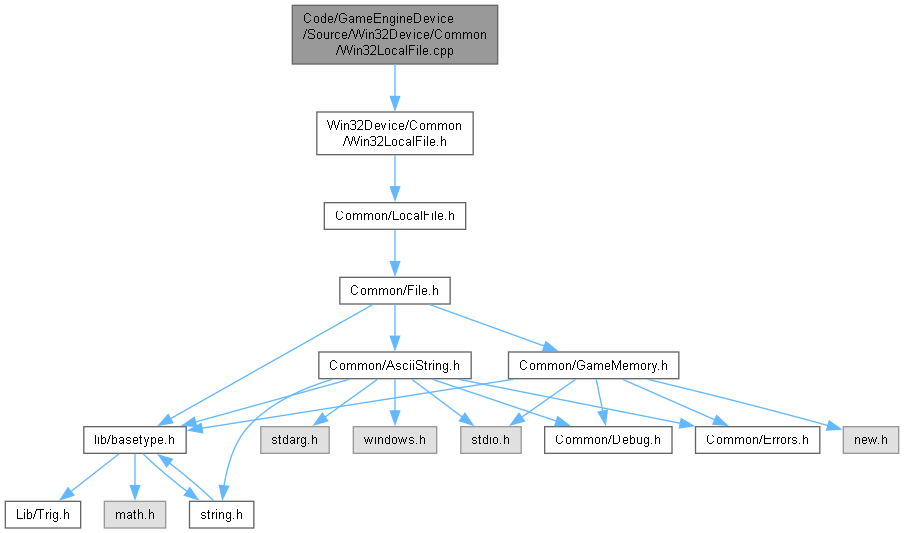 Code/GameEngineDevice
/Source/Win32Device/Common
/Win32LocalFile.cpp
Win32Device/Common
/Win32LocalFile.h
Common/LocalFile.h
Common/File.h
Common/AsciiString.h
Common/GameMemory.h
lib/basetype.h
stdarg.h
windows.h
stdio.h
Common/Debug.h
Common/Errors.h
new.h
Lib/Trig.h
math.h
string.h